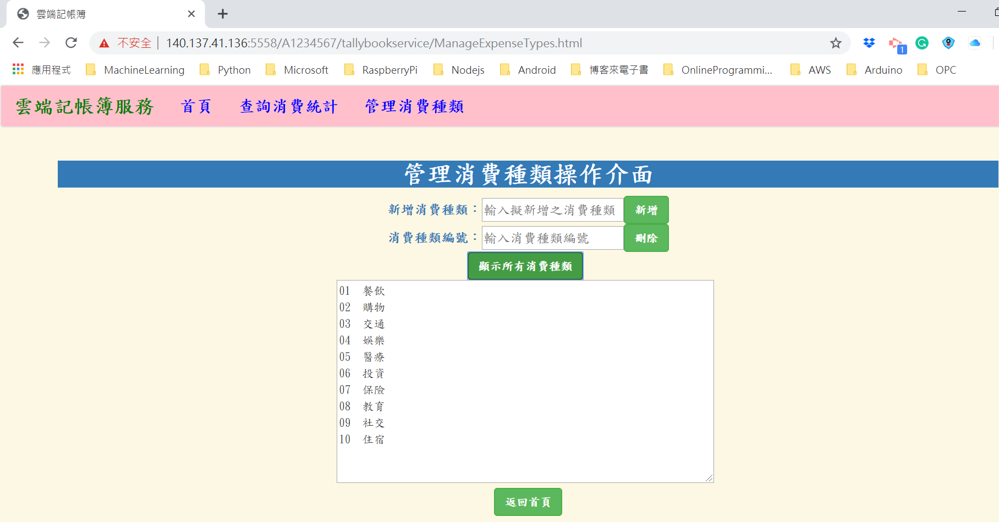 雲端記帳簿
不安全 140.137.41.136:5558/A1234567/tallybookservice/ManageExpenseTypes.html
1
應用程式 MachineLearning Python Microsoft RaspberryPi Nodejs Android 博客來電子書 OnlineProgrammi... AWS Arduino OPC
雲端記帳簿服務 首頁 查詢消費統計 管理消費種類
管理消費種類操作介面
新增消費種類： 輸入擬新增之消費種類 新增
消費種類編號： 輸入消費種類編號 刪除
顯示所有消費種類
01 餐飲
02 購物
03 交通
04 娛樂
05 醫療
06 投資
07 保險
08 教育
09 社交
10 住宿
返回首頁